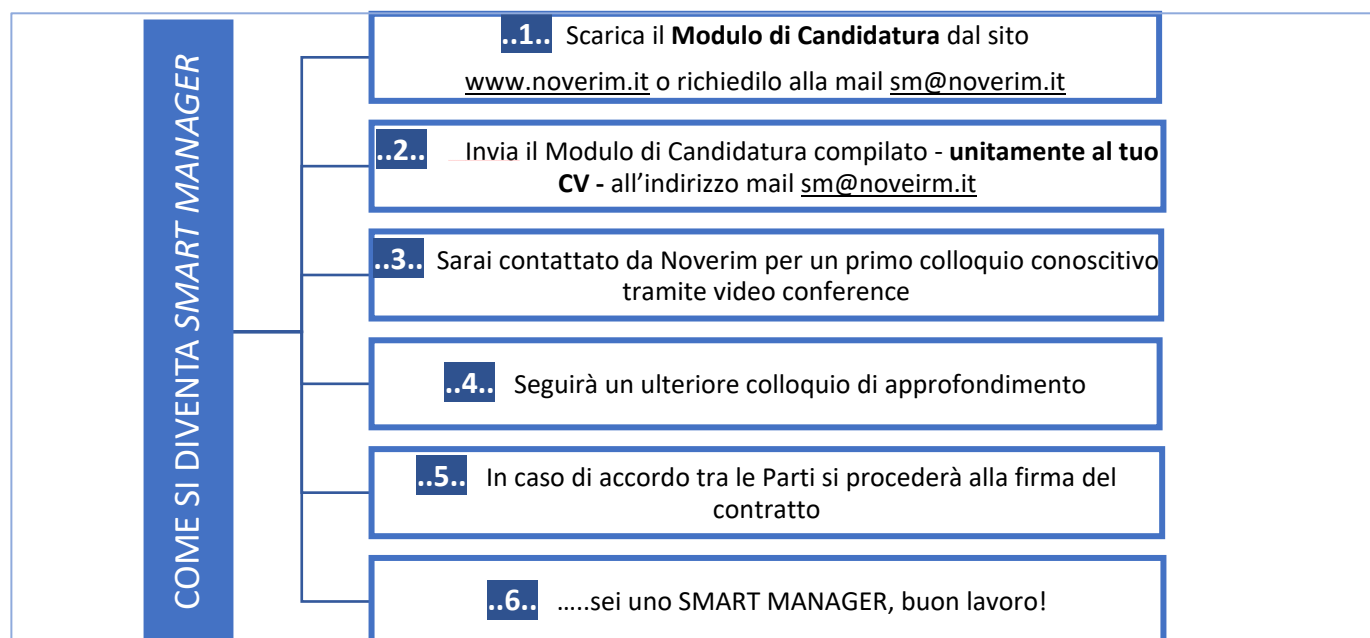 COME SI DIVENTA SMART MANAGER
..1.. Scarica il Modulo di Candidatura dal sito
www.noverim.it o richiedilo alla mail sm@noverim.it
..2.. Invia il Modulo di Candidatura compilato - unitamente al tuo
CV - all’indirizzo mail sm@noveirm.it
..3.. Sarai contattato da Noverim per un primo colloquio conoscitivo
tramite video conference
..4.. Seguirà un ulteriore colloquio di approfondimento
..5.. In caso di accordo tra le Parti si procederà alla firma del
contratto
..6.. .....sei uno SMART MANAGER, buon lavoro!